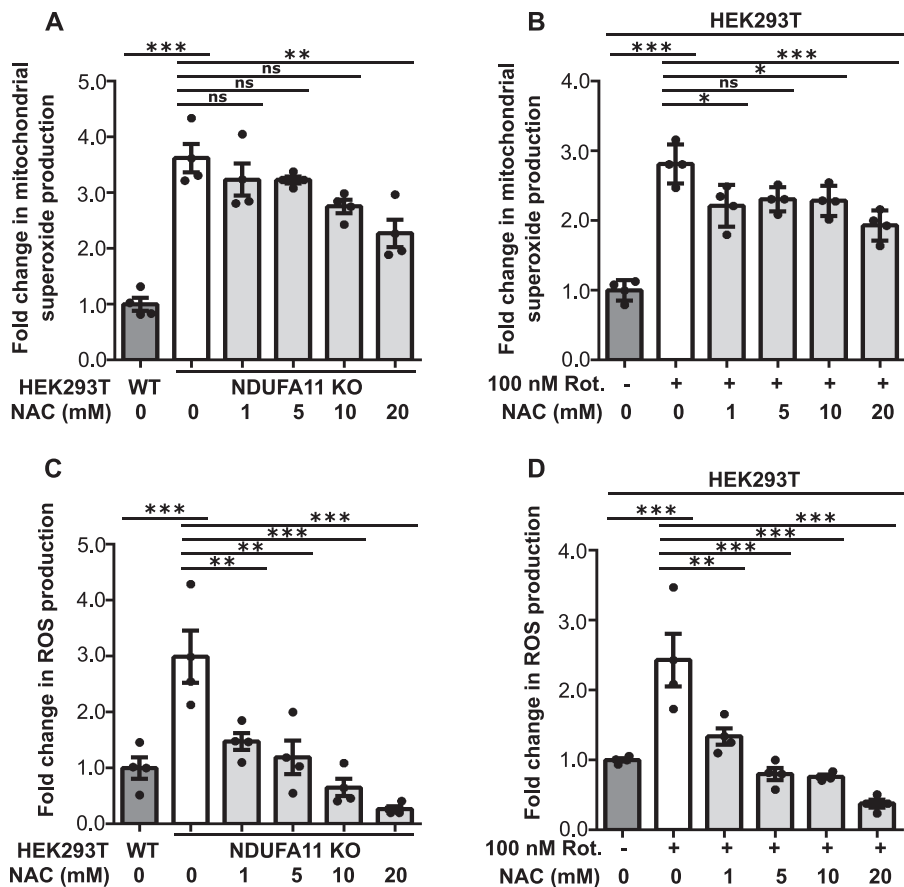 A
***
**
ns
ns
ns
Fold change in mitochondrial
superoxide production
5.0
4.0
3.0
2.0
1.0
0.0
HEK293T WT NDUFA11 KO
NAC (mM) 0 0 1 5 10 20
B
HEK293T
***
***
*
ns
*
Fold change in mitochondrial
superoxide production
4.0
3.0
2.0
1.0
0.0
100 nM Rot. - + + + + +
NAC (mM) 0 0 1 5 10 20
C
***
***
***
**
**
Fold change in ROS production
5.0
4.0
3.0
2.0
1.0
0.0
HEK293T WT NDUFA11 KO
NAC (mM) 0 0 1 5 10 20
D
HEK293T
***
***
***
***
**
Fold change in ROS production
4.0
3.0
2.0
1.0
0.0
100 nM Rot. - + + + + +
NAC (mM) 0 0 1 5 10 20